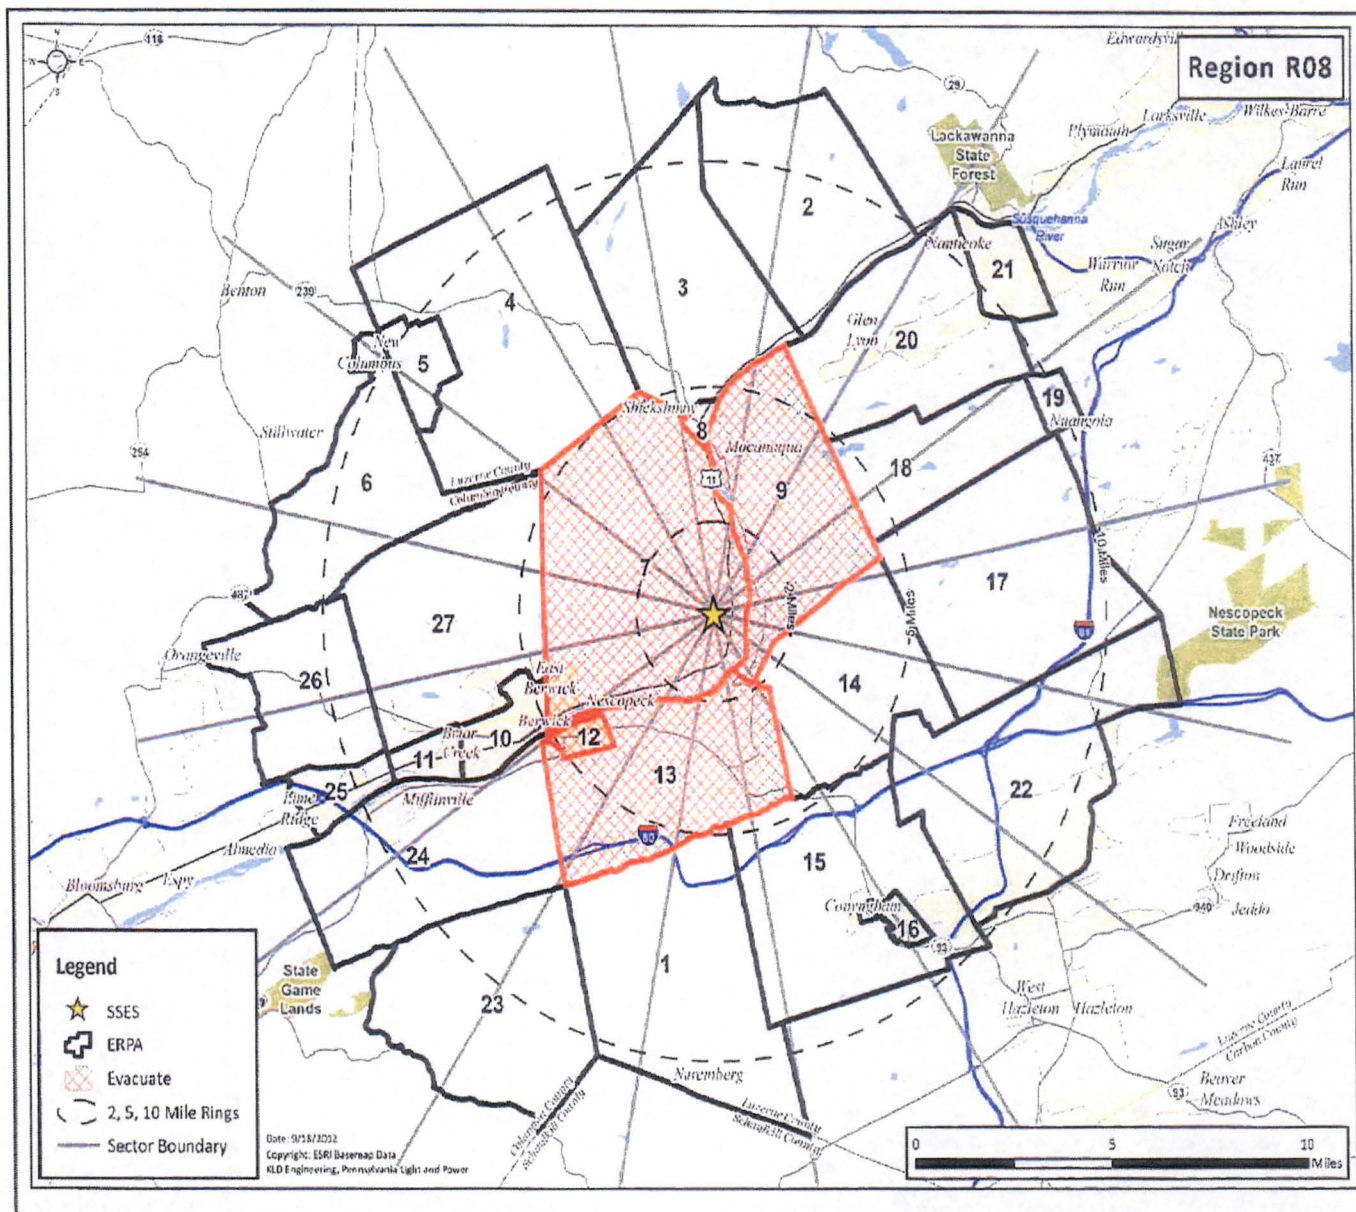 Region R08
N
W
E
S
118
29
Lackawanna
State
Forest
Plymouth
Larksville
Wilkes-Barre
Laurel
Run
Susquehanna
River
Ashley
Sugar
Notch
Warrior
Run
Nanticoke
2
21
3
4
20
Glen
Lyon
Benton
239
New
Columbus
5
Shickshinny
8
Mocanaqua
11
9
19
Nuangola
18
437
Stillwater
254
6
Luzerne County
Columbia County
7
10 Miles
17
2 Miles
5 Miles
81
Nescopeck
State Park
487
27
Orangeville
26
East
Berwick
Nescopeck
Berwick
12
14
Briar
Creek
10
11
13
25
Lime
Ridge
Mifflinville
80
22
Freeland
Woodside
Drifton
Jeddo
940
Almedia
24
15
Espy
Bloomsburg
Conyngham
16
93
State
Game
Lands
23
1
West
Hazleton
Hazleton
Luzerne County
Carbon County
Beaver
Meadows
93
Nuremberg
Columbia County
Schuylkill County
Luzerne County
Schuylkill County
Legend
SSES
ERPA
Evacuate
2, 5, 10 Mile Rings
Sector Boundary
Date: 9/18/2012
Copyright: ESRI Basemap Data
KLD Engineering, Pennsylvania Light and Power
0 5 10
Miles